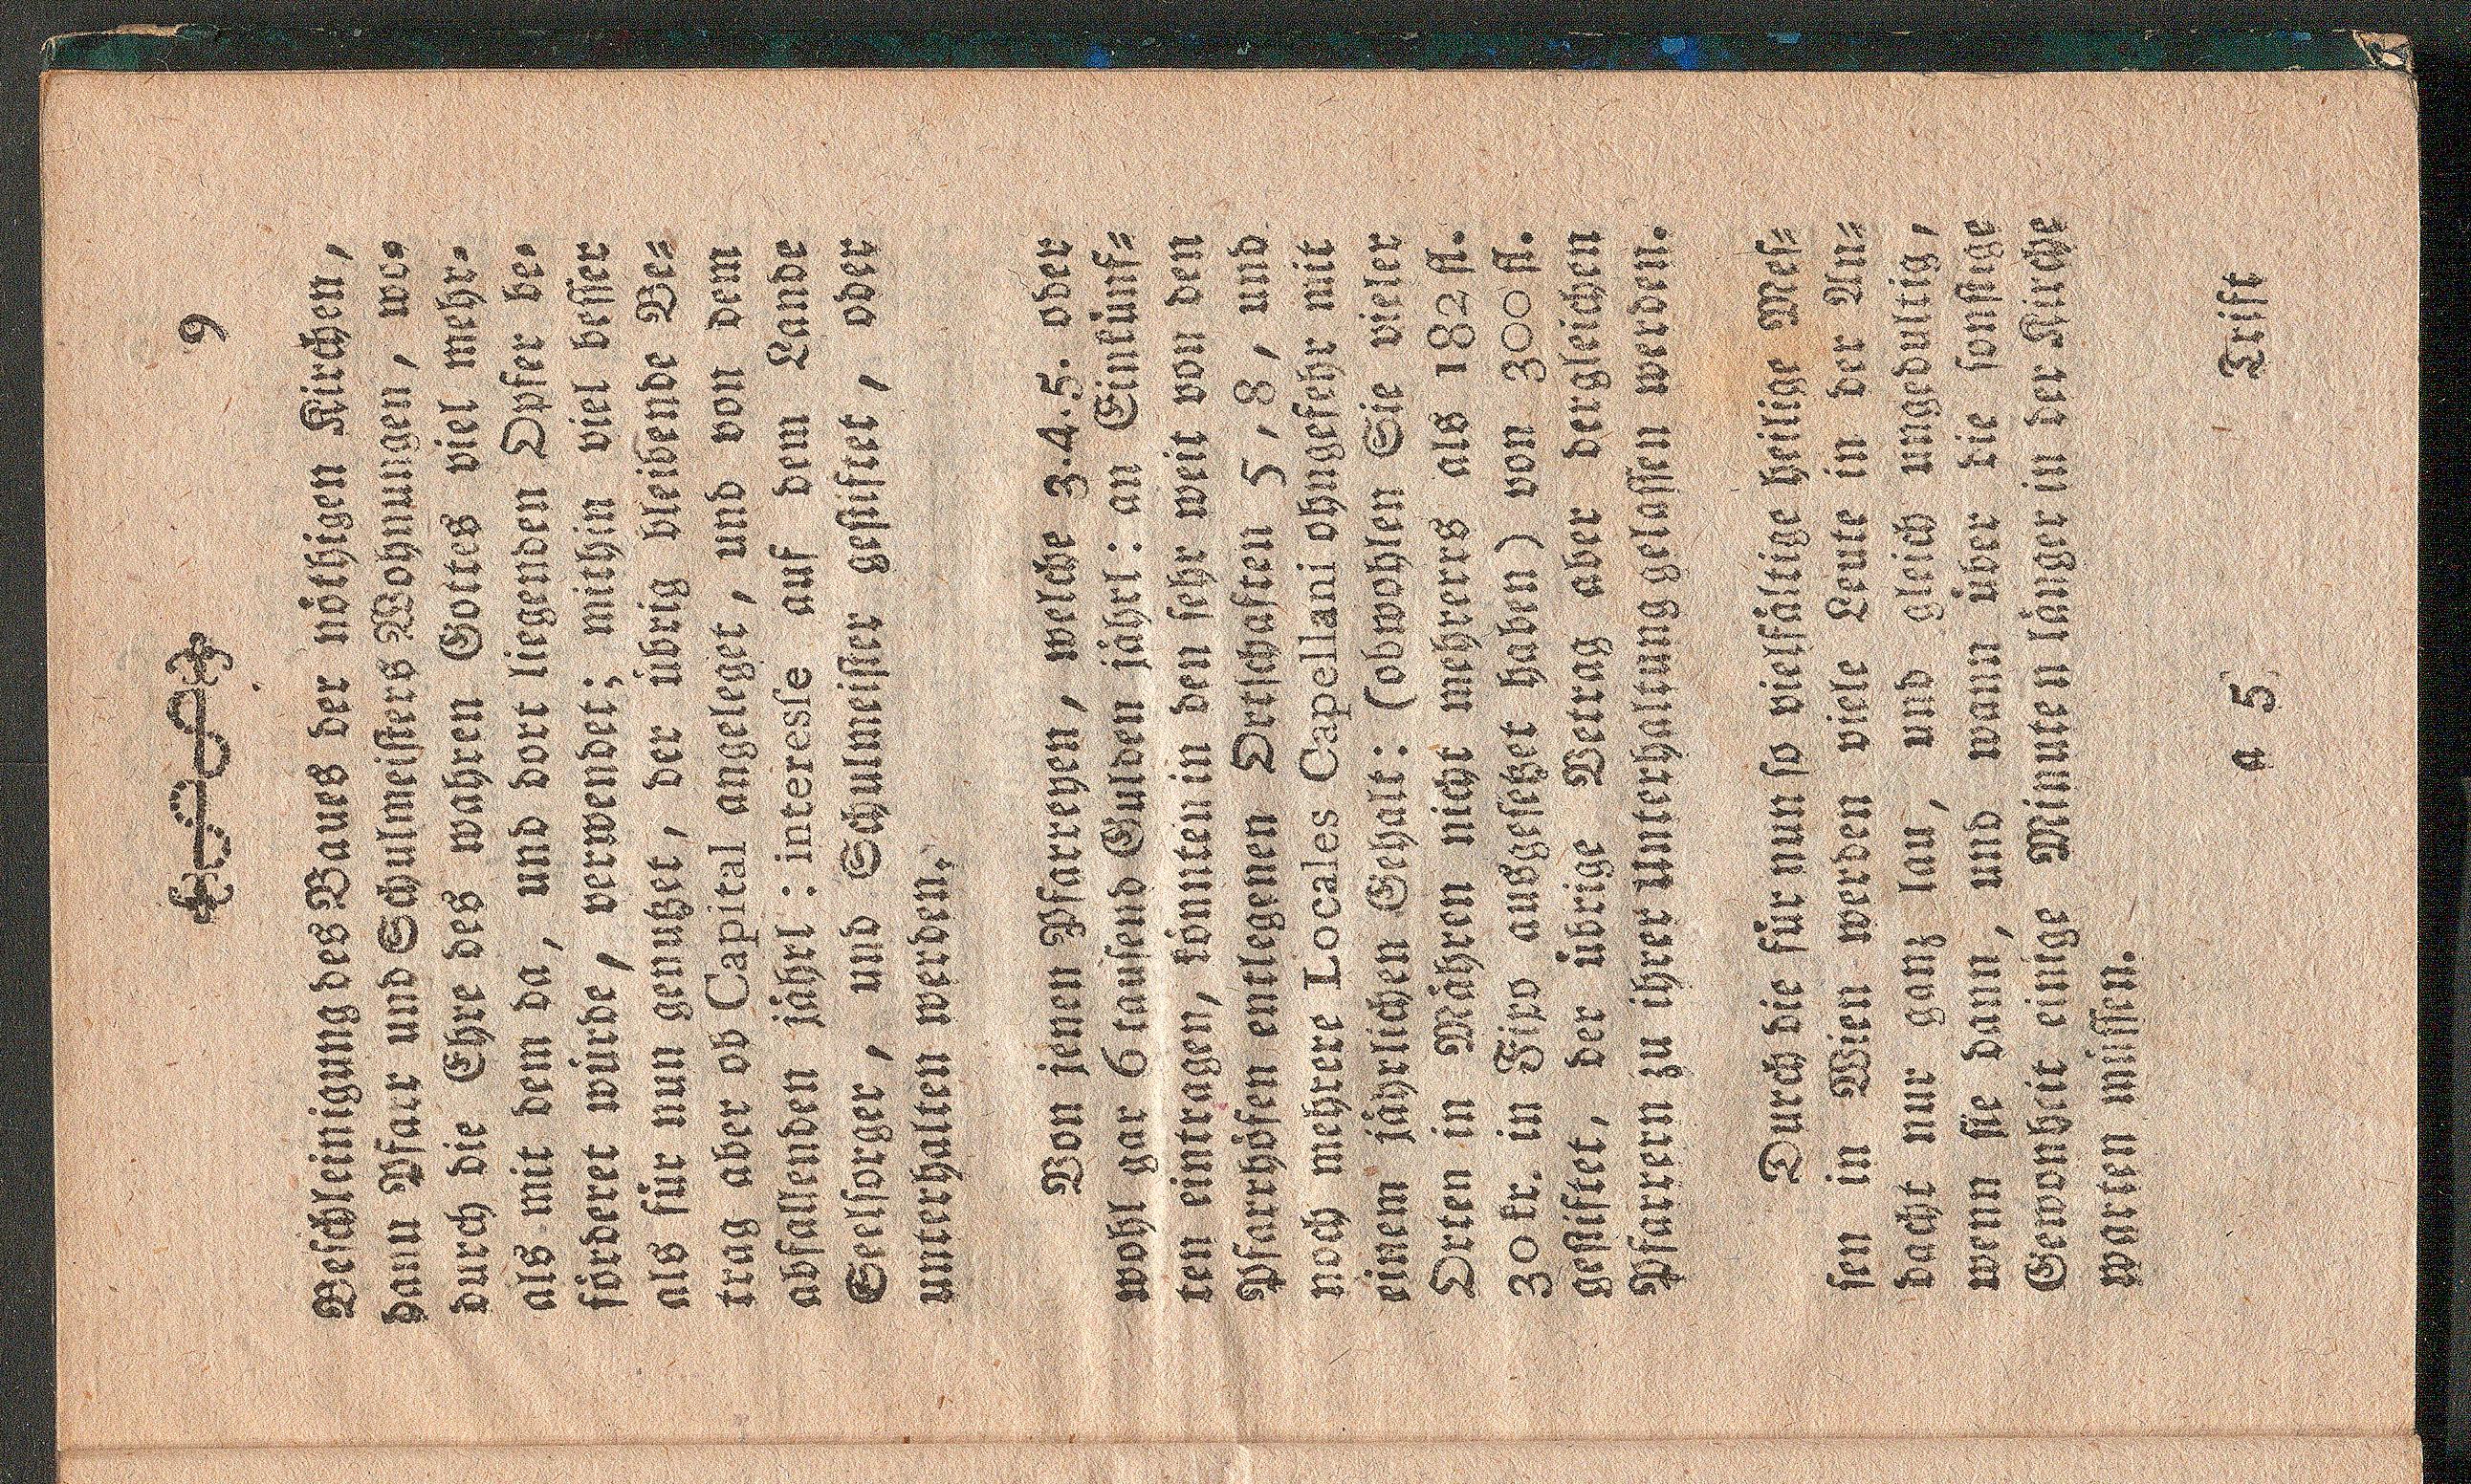 9
Beschleinigung des Baues der nöthigen Kirchen,
dann Pfarr und Schulmeisters Wohnungen, wo.
durch die Ehre des wahren Gottes viel mehr.
als mit dem da, und dort liegenden Opfer be.
förderet würde, verwendet; mithin viel besser
als für nun genutzet, der übrig bleibende Be=
trag aber ob Capital angeleget, und von dem
abfallenden jährl: interesse auf dem Lande
Seelsorger, und Schulmeister gestiftet, oder
unterhalten werden.
Von jenen Pfarreyen, welche 3.4.5. oder
wohl gar 6 tausend Gulden jährl: an Einkünf=
ten eintragen, könnten in den sehr weit von den
Pfarrhöfen entlegenen Ortschaften 5, 8, und
noch mehrere Locales Capellani ohngefehr mit
einem jährlichen Gehalt: (obwohlen Sie vieler
Orten in Mähren nicht mehrers als 182 fl.
30 kr. in Fixo ausgesetzet haben) von 300 fl.
gestiftet, der übrige Betrag aber dergleichen
Pfarrern zu ihrer Unterhaltung gelassen werden.
Durch die für nun so vielfältige heilige Mes=
sen in Wien werden viele Leute in der An=
dacht nur ganz lau, und gleich ungedultig,
wenn sie dann, und wann über die sonstige
Gewonheit einige Minuten länger in der Kirche
warten müssen.
a 5 Trift